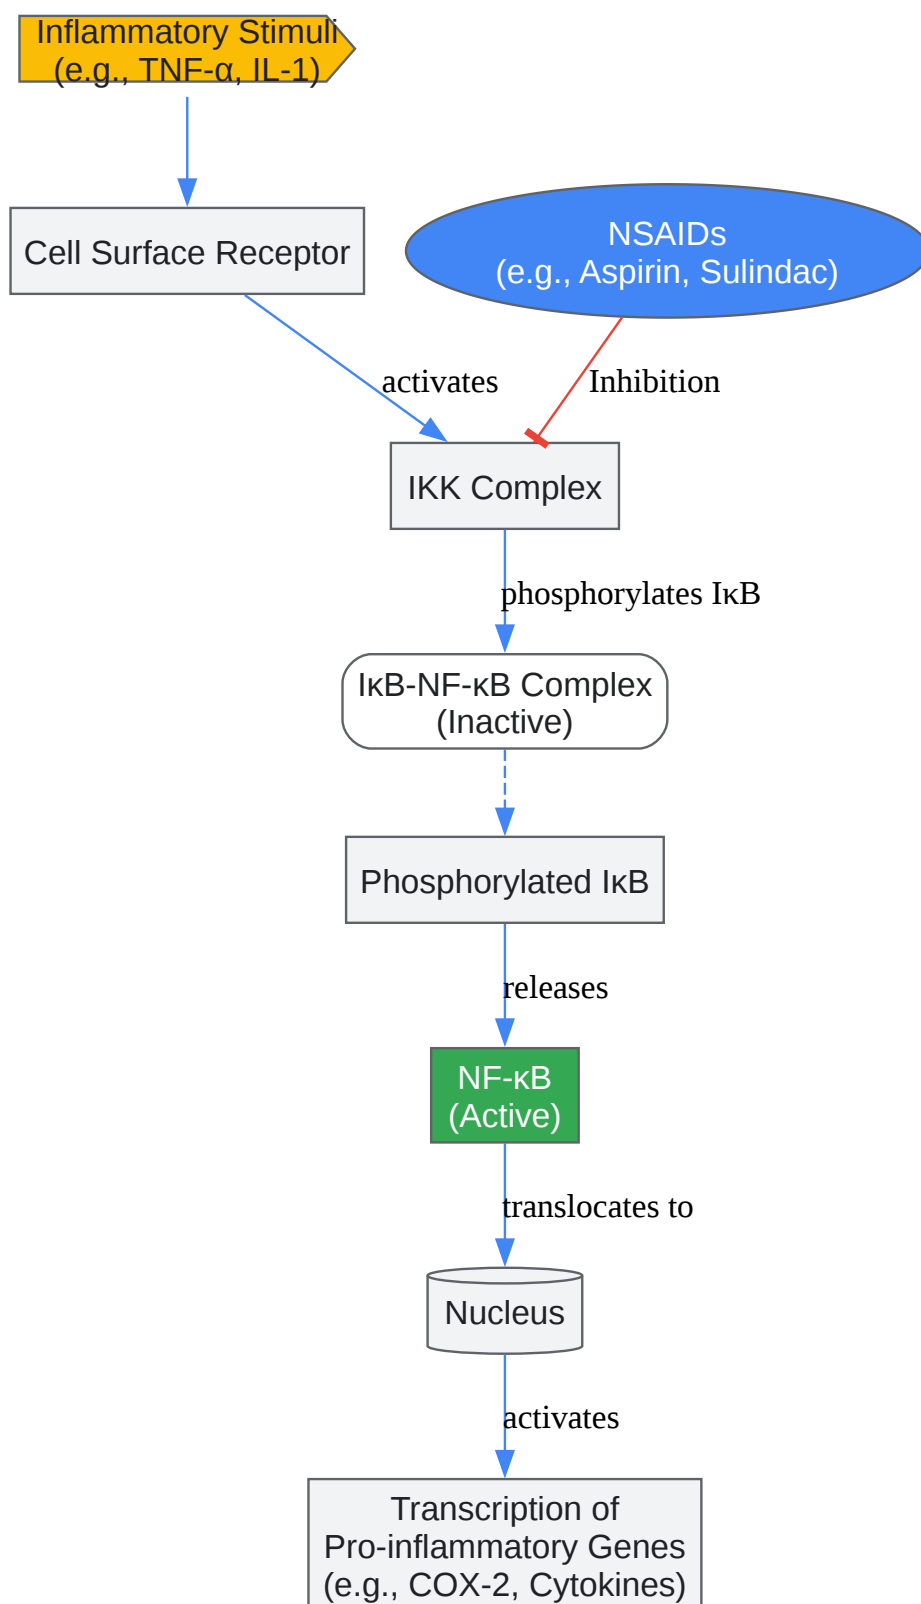 Inflammatory Stimuli
(e.g., TNF-α, IL-1)
Cell Surface Receptor
NSAIDs
(e.g., Aspirin, Sulindac)
activates
Inhibition
IKK Complex
phosphorylates IκB
IκB-NF-κB Complex
(Inactive)
Phosphorylated IκB
releases
NF-κB
(Active)
translocates to
Nucleus
activates
Transcription of
Pro-inflammatory Genes
(e.g., COX-2, Cytokines)